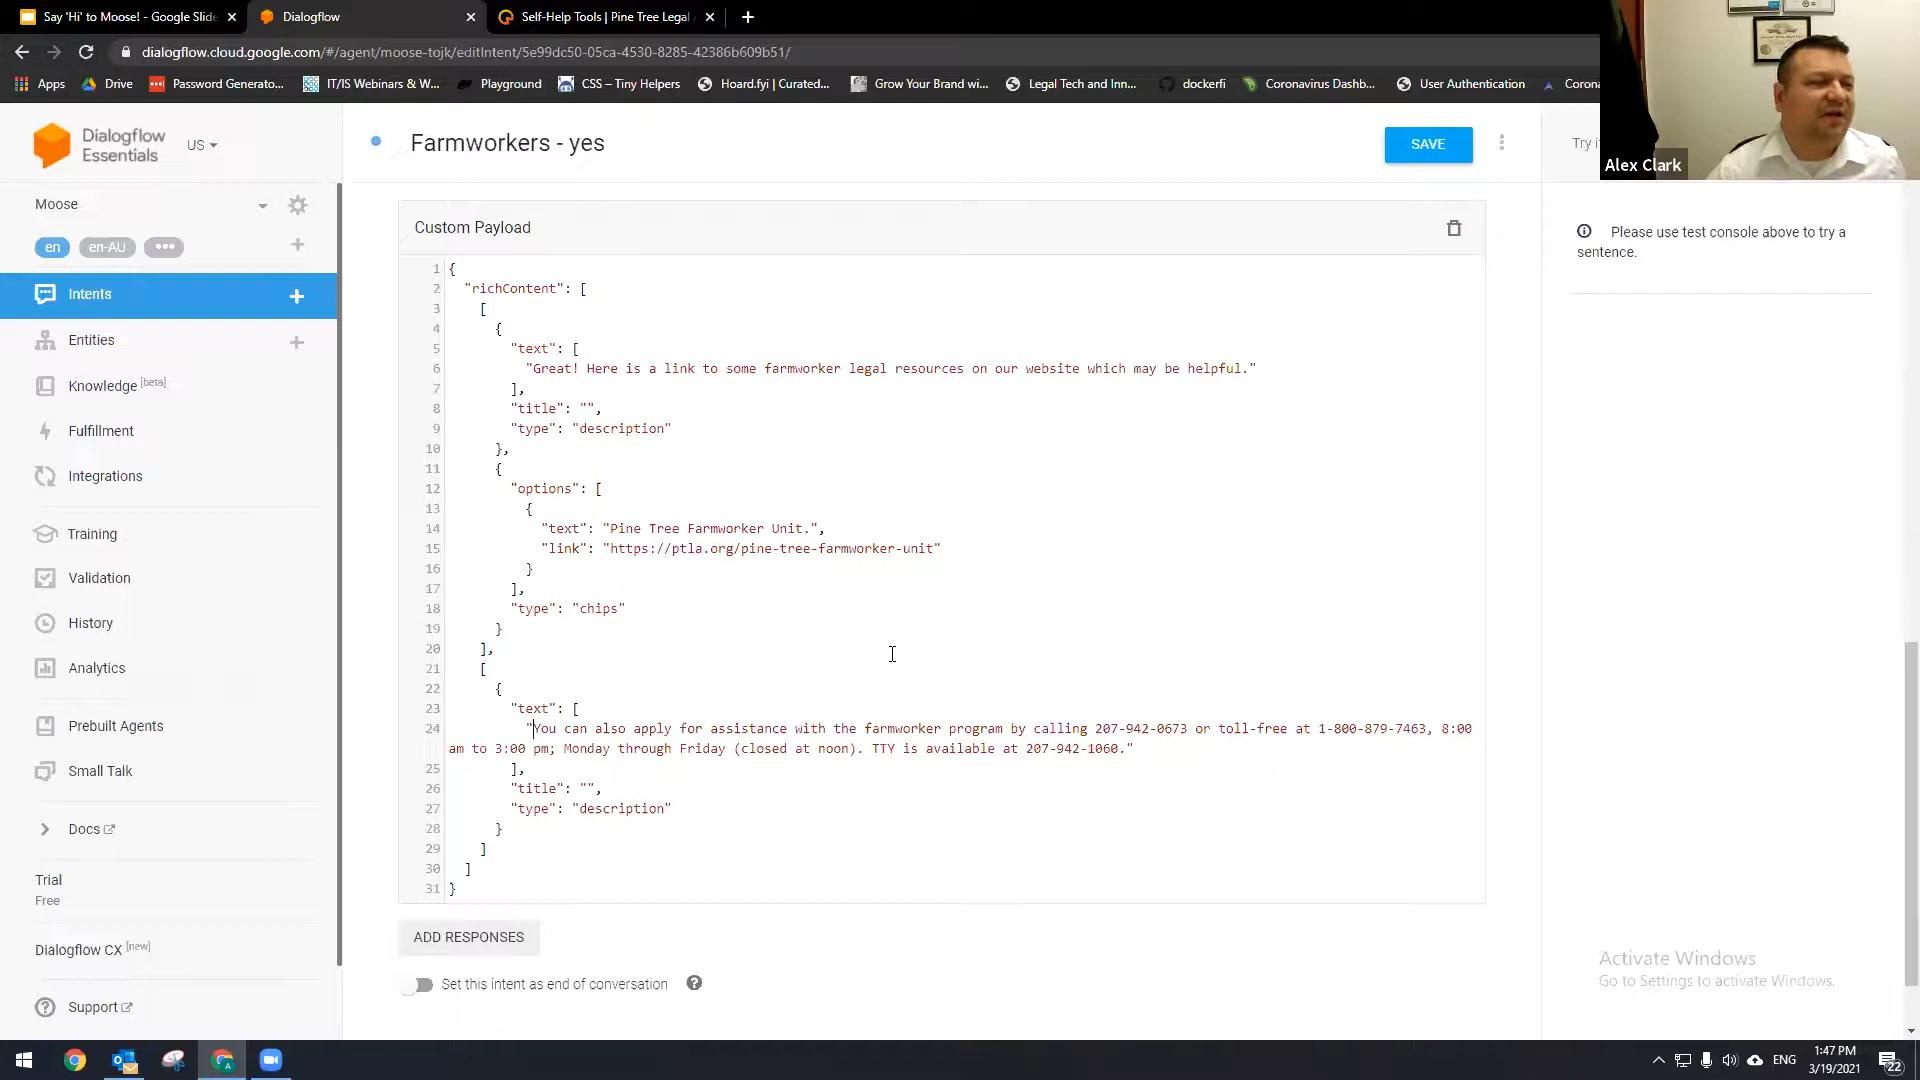 Say 'Hi' to Moose! - Google Slide
Dialogflow
Self-Help Tools | Pine Tree Legal
dialogflow.cloud.google.com/#/agent/moose-tojk/editIntent/5e99dc50-05ca-4530-8285-42386b609b51/
Apps
Drive
Password Generato...
IT/IS Webinars & W...
Playground
CSS – Tiny Helpers
Hoard.fyi | Curated...
Grow Your Brand wi...
Legal Tech and Inn...
dockerfi
Coronavirus Dashb...
User Authentication
Corona
Alex Clark
Dialogflow
Essentials
US
Farmworkers - yes
SAVE
Try i
Moose
en
en-AU
•••
Intents
Entities
Knowledge [beta]
Fulfillment
Integrations
Training
Validation
History
Analytics
Prebuilt Agents
Small Talk
Docs
Trial
Free
Dialogflow CX [new]
Support
Custom Payload
1 {
2 "richContent": [
3 [
4 {
5 "text": [
6 "Great! Here is a link to some farmworker legal resources on our website which may be helpful."
7 ],
8 "title": "",
9 "type": "description"
10 },
11 {
12 "options": [
13 {
14 "text": "Pine Tree Farmworker Unit.",
15 "link": "https://ptla.org/pine-tree-farmworker-unit"
16 }
17 ],
18 "type": "chips"
19 }
20 ],
21 [
22 {
23 "text": [
24 "You can also apply for assistance with the farmworker program by calling 207-942-0673 or toll-free at 1-800-879-7463, 8:00
am to 3:00 pm; Monday through Friday (closed at noon). TTY is available at 207-942-1060."
25 ],
26 "title": "",
27 "type": "description"
28 }
29 ]
30 ]
31 }
ADD RESPONSES
Set this intent as end of conversation
Please use test console above to try a
sentence.
Activate Windows
Go to Settings to activate Windows.
ENG
1:47 PM
3/19/2021
22